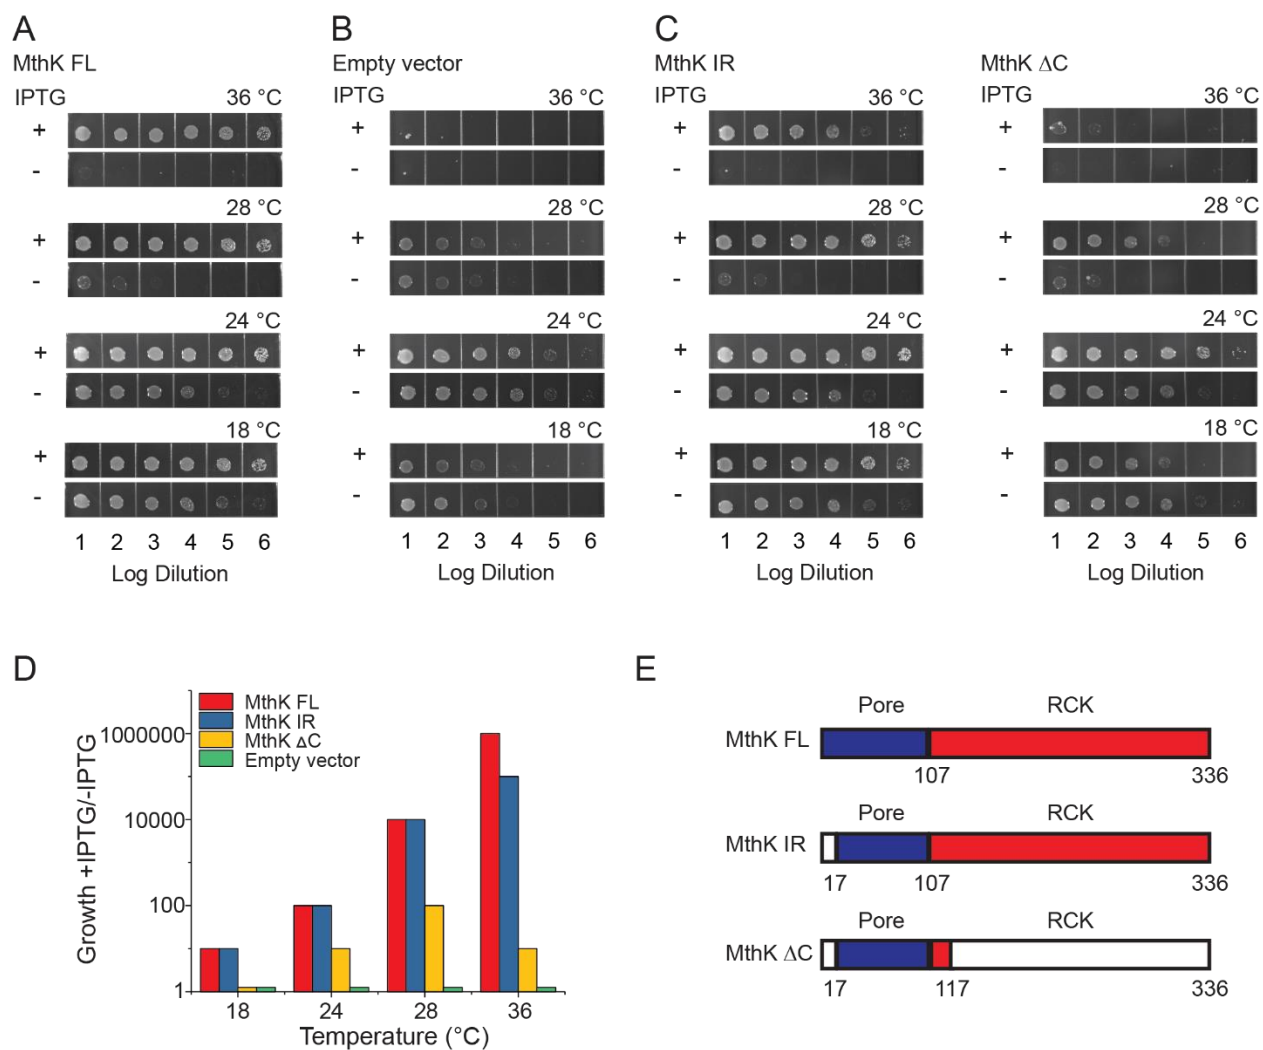 A
MthK FL
IPTG 36 °C
+
-
28 °C
+
-
24 °C
+
-
18 °C
+
-
1 2 3 4 5 6
Log Dilution
B
Empty vector
IPTG 36 °C
+
-
28 °C
+
-
24 °C
+
-
18 °C
+
-
1 2 3 4 5 6
Log Dilution
C
MthK IR
IPTG 36 °C
+
-
28 °C
+
-
24 °C
+
-
18 °C
+
-
1 2 3 4 5 6
Log Dilution
MthK ΔC
IPTG 36 °C
+
-
28 °C
+
-
24 °C
+
-
18 °C
+
-
1 2 3 4 5 6
Log Dilution
D
MthK FL
MthK IR
MthK ΔC
Empty vector
Growth +IPTG/-IPTG
1000000
10000
100
1
18 24 28 36
Temperature (°C)
E
Pore RCK
MthK FL
107 336
Pore RCK
MthK IR
17 107 336
Pore RCK
MthK ΔC
17 117 336